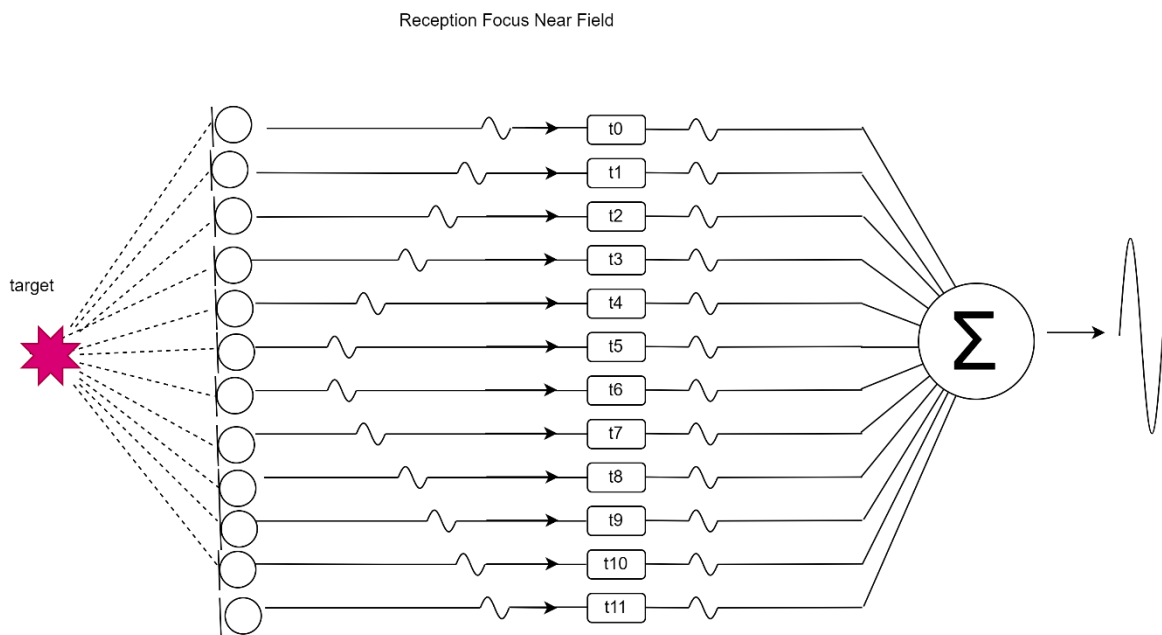 Reception Focus Near Field
target
t0
t1
t2
t3
t4
t5
t6
t7
t8
t9
t10
t11
Σ